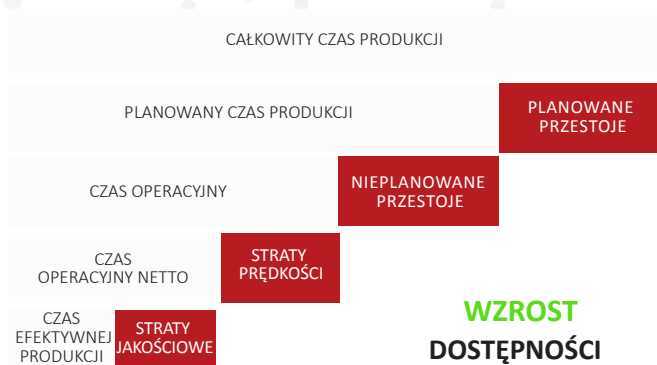 CAŁKOWITY CZAS PRODUKCJI
PLANOWANY CZAS PRODUKCJI
PLANOWANE
PRZESTOJE
CZAS OPERACYJNY
NIEPLANOWANE
PRZESTOJE
CZAS
OPERACYJNY NETTO
STRATY
PRĘDKOŚCI
CZAS
EFEKTYWNEJ
PRODUKCJI
STRATY
JAKOŚCIOWE
WZROST
DOSTĘPNOŚCI